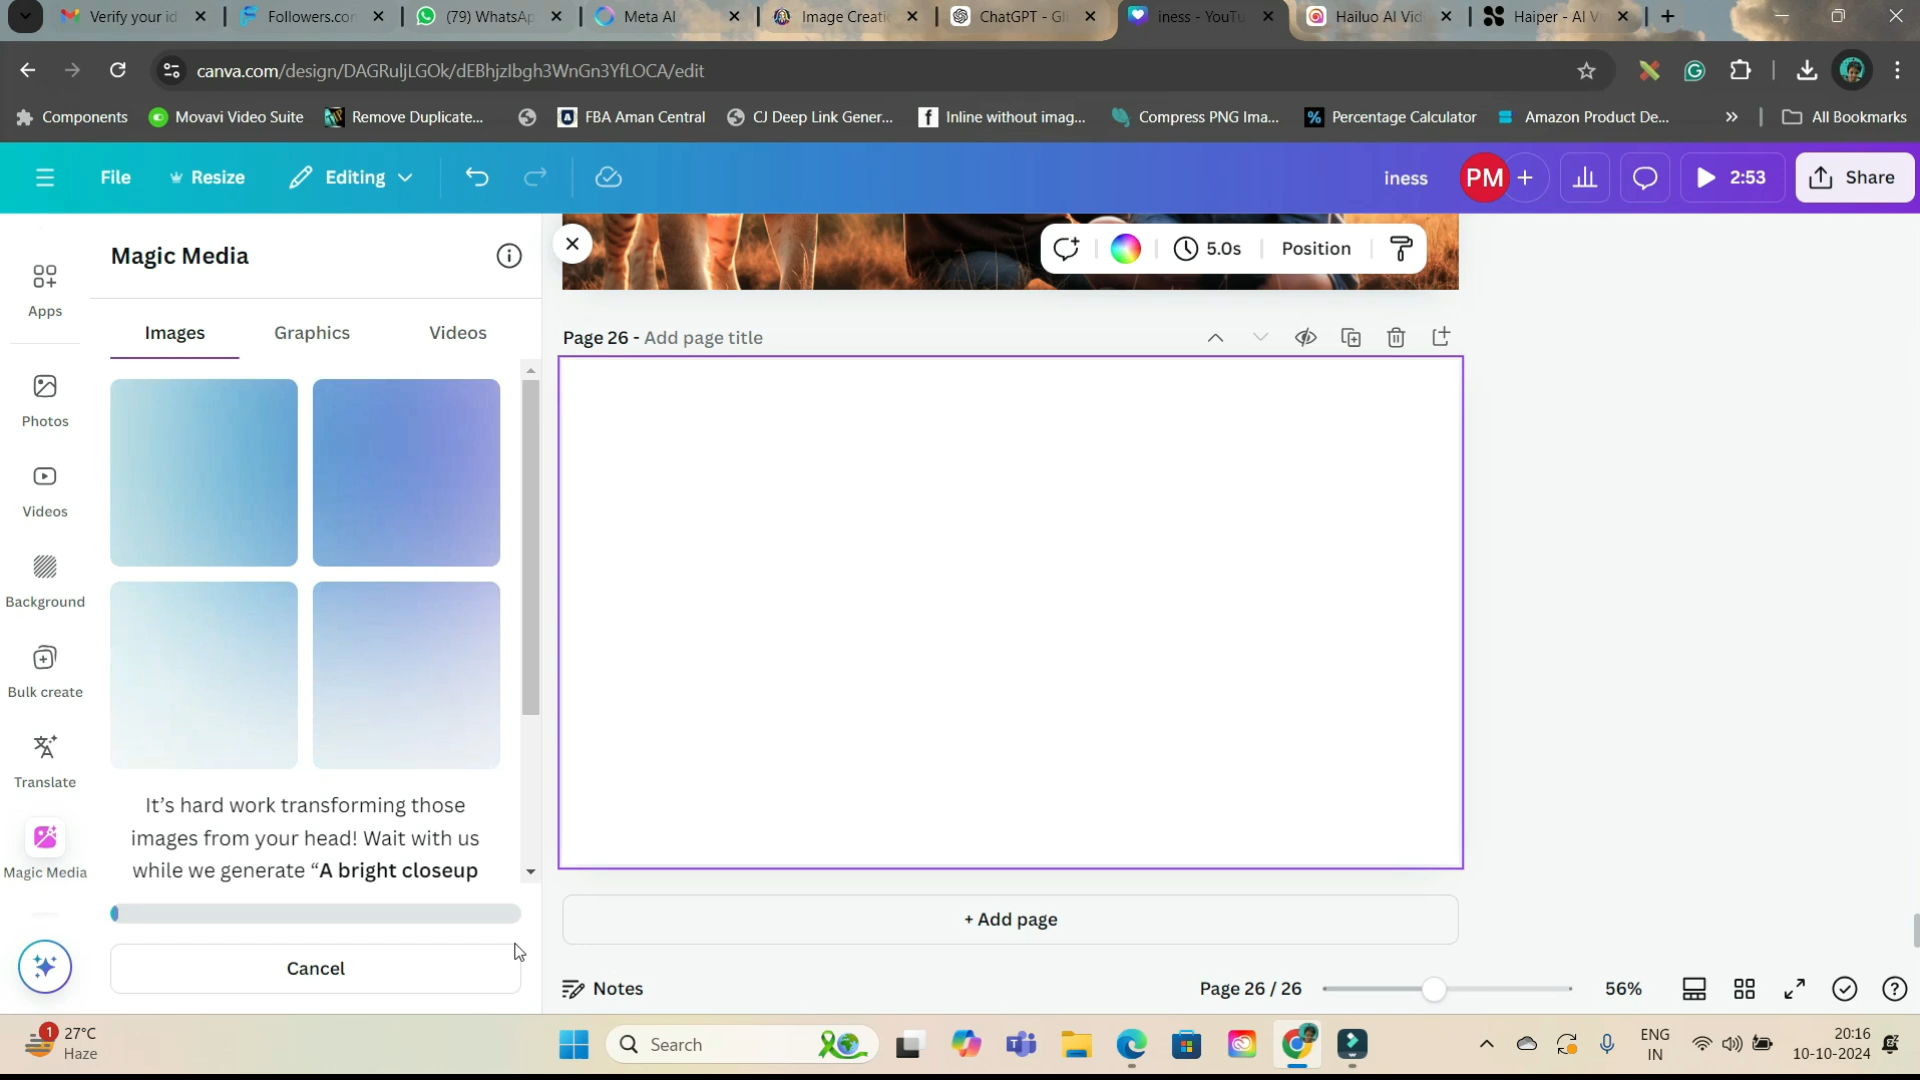 Verify your id
Followers.con
(79) WhatsAp
Meta AI
Image Creati
ChatGPT - Gl
iness - YouTu
Hailuo AI Vid
Haiper - AI V
canva.com/design/DAGRuljLGOk/dEBhjzIbgh3WnGn3YfLOCA/edit
Components
Movavi Video Suite
Remove Duplicate...
FBA Aman Central
CJ Deep Link Gener...
Inline without imag...
Compress PNG Ima...
Percentage Calculator
Amazon Product De...
All Bookmarks
File
Resize
Editing
iness
PM
2:53
Share
Apps
Photos
Videos
Background
Bulk create
Translate
Magic Media
Magic Media
Images
Graphics
Videos
It's hard work transforming those
images from your head! Wait with us
while we generate “A bright closeup
Cancel
5.0s
Position
Page 26 - Add page title
+ Add page
Notes
Page 26 / 26
56%
1
27°C
Haze
Search
ENG
IN
20:16
10-10-2024